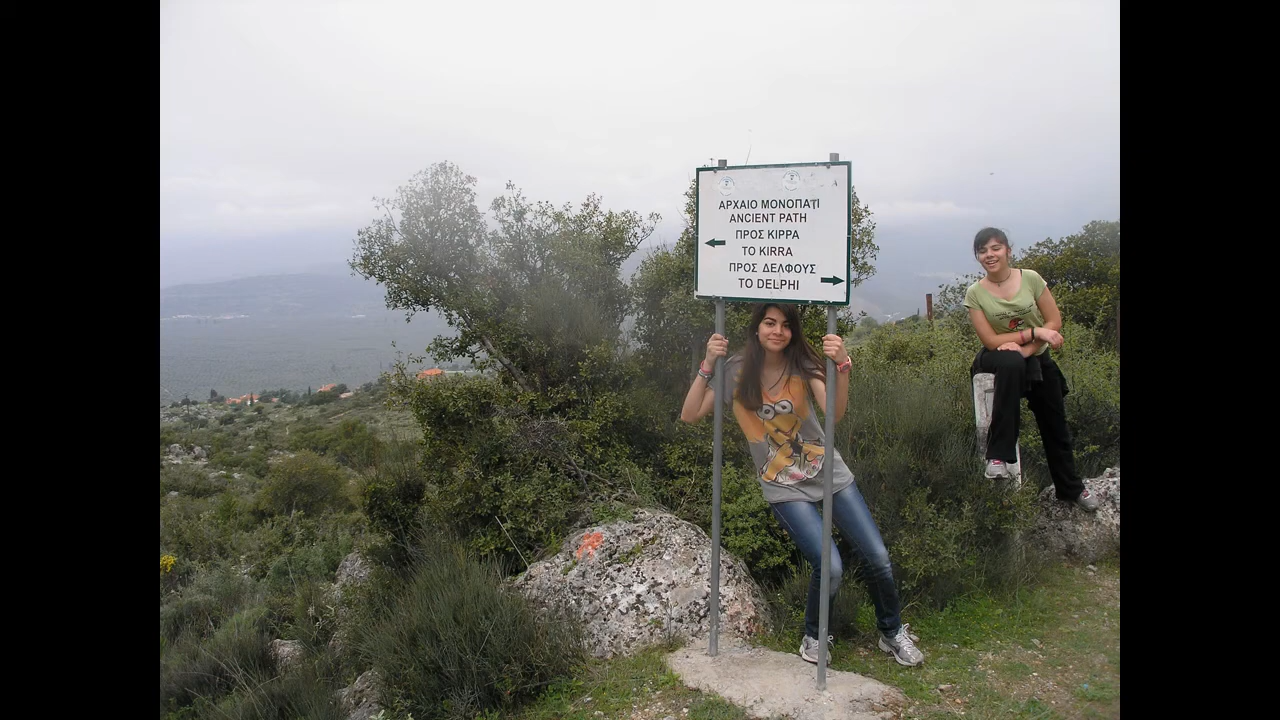 ΑΡΧΑΙΟ ΜΟΝΟΠΑΤΙ
ANCIENT PATH
ΠΡΟΣ ΚΙΡΡΑ
TO KIRRA
ΠΡΟΣ ΔΕΛΦΟΥΣ
TO DELPHI